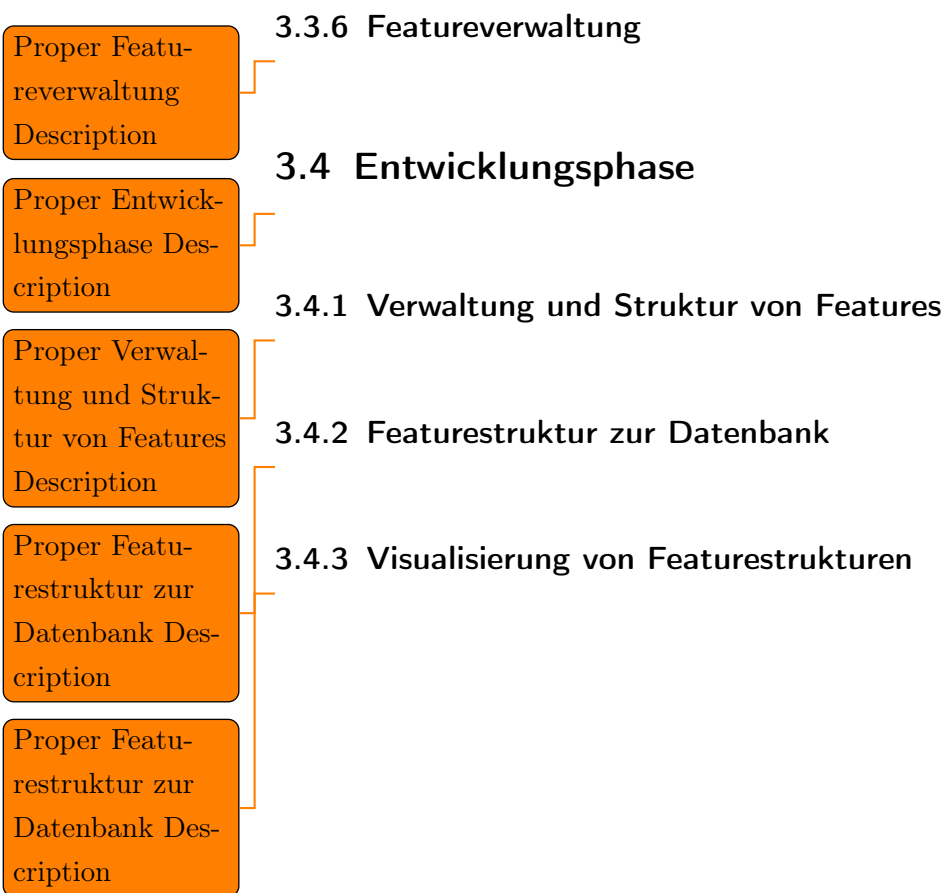 3.3.6 Featureverwaltung
Proper Featu-
reverwaltung
Description
3.4 Entwicklungsphase
Proper Entwick-
lungsphase Des-
cription
3.4.1 Verwaltung und Struktur von Features
Proper Verwal-
tung und Struk-
tur von Features
Description
3.4.2 Featurestruktur zur Datenbank
Proper Featu-
restruktur zur
Datenbank Des-
cription
3.4.3 Visualisierung von Featurestrukturen
Proper Featu-
restruktur zur
Datenbank Des-
cription